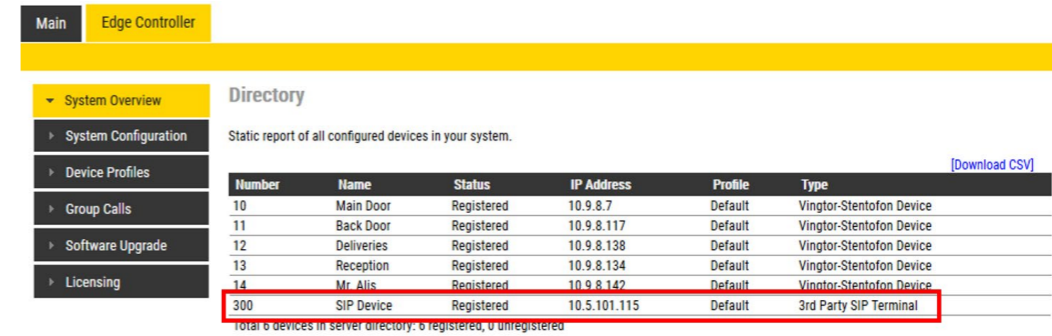 Main Edge Controller
System Overview
System Configuration
Device Profiles
Group Calls
Software Upgrade
Licensing
Directory
Static report of all configured devices in your system.
[Download CSV]
Number Name Status IP Address Profile Type
10 Main Door Registered 10.9.8.7 Default Vingtor-Stentofon Device
11 Back Door Registered 10.9.8.117 Default Vingtor-Stentofon Device
12 Deliveries Registered 10.9.8.138 Default Vingtor-Stentofon Device
13 Reception Registered 10.9.8.134 Default Vingtor-Stentofon Device
14 Mr. Alis Registered 10.9.8.142 Default Vingtor-Stentofon Device
300 SIP Device Registered 10.5.101.115 Default 3rd Party SIP Terminal
Total 6 devices in server directory: 6 registered, 0 unregistered